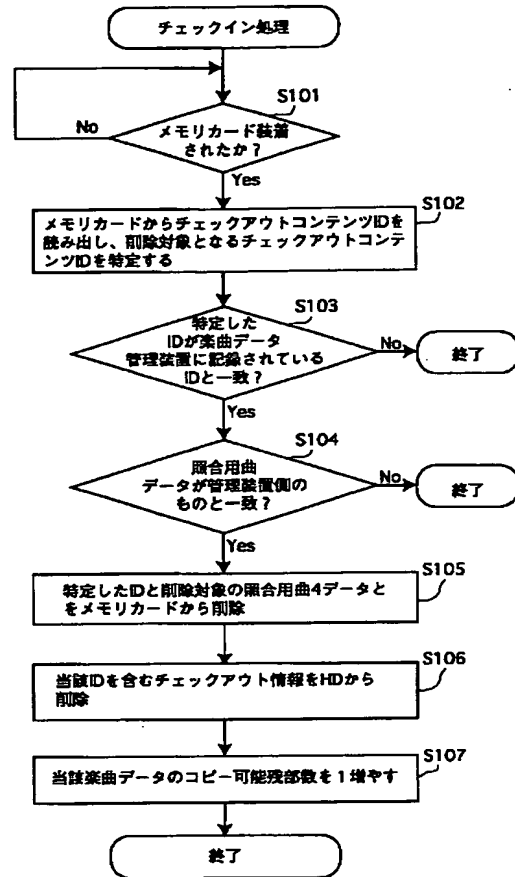 チェックイン処理
S101
No
メモリカード装着
されたか？
Yes
S102
メモリカードからチェックアウトコンテンツIDを
読み出し、削除対象となるチェックアウトコンテ
ンツIDを特定する
S103
特定した
IDが楽曲データ
管理装置に記録されている
IDと一致？
No
終了
Yes
S104
照合用曲
データが管理装置側の
ものと一致？
No
終了
Yes
S105
特定したIDと削除対象の照合用曲4データと
をメモリカードから削除
S106
当該IDを含むチェックアウト情報をHDから
削除
S107
当該楽曲データのコピー可能残部数を1増やす
終了